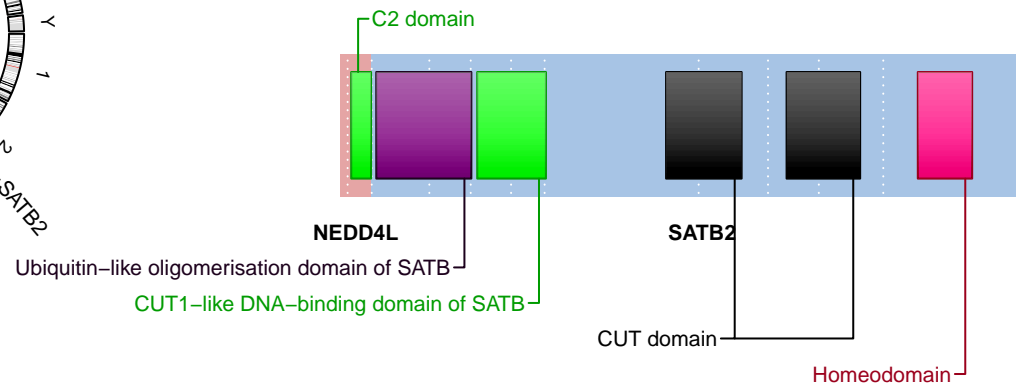 C2 domain
Y
1
2
SATB2
NEDD4L
SATB2
Ubiquitin−like oligomerisation domain of SATB
CUT1−like DNA−binding domain of SATB
CUT domain
Homeodomain